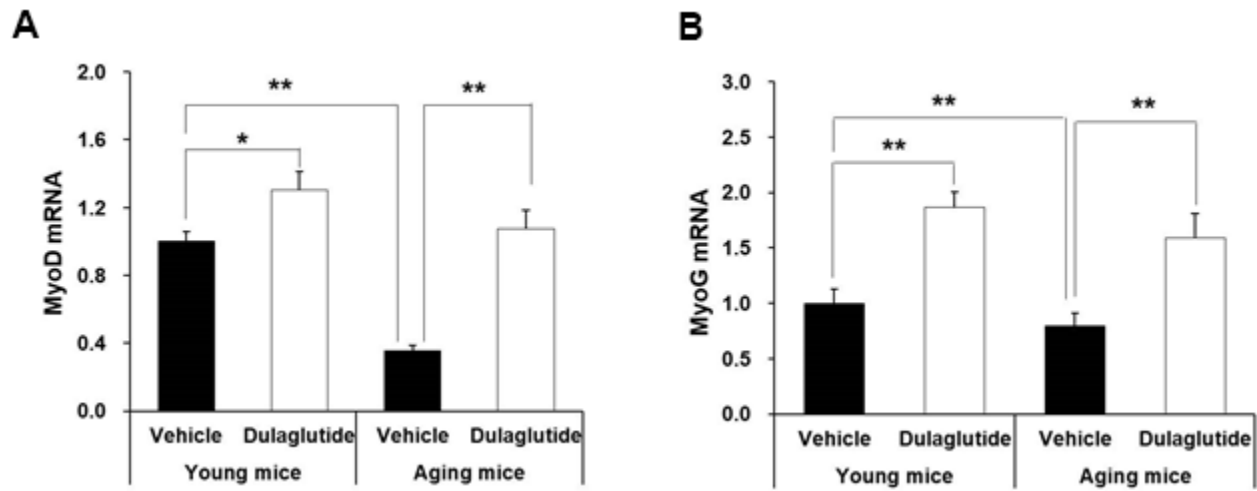 A
MyoD mRNA
2.0
1.6
1.2
0.8
0.4
0.0
**
**
*
Vehicle Dulaglutide Vehicle Dulaglutide
Young mice Aging mice
B
MyoG mRNA
3.0
2.5
2.0
1.5
1.0
0.5
0.0
**
**
**
Vehicle Dulaglutide Vehicle Dulaglutide
Young mice Aging mice